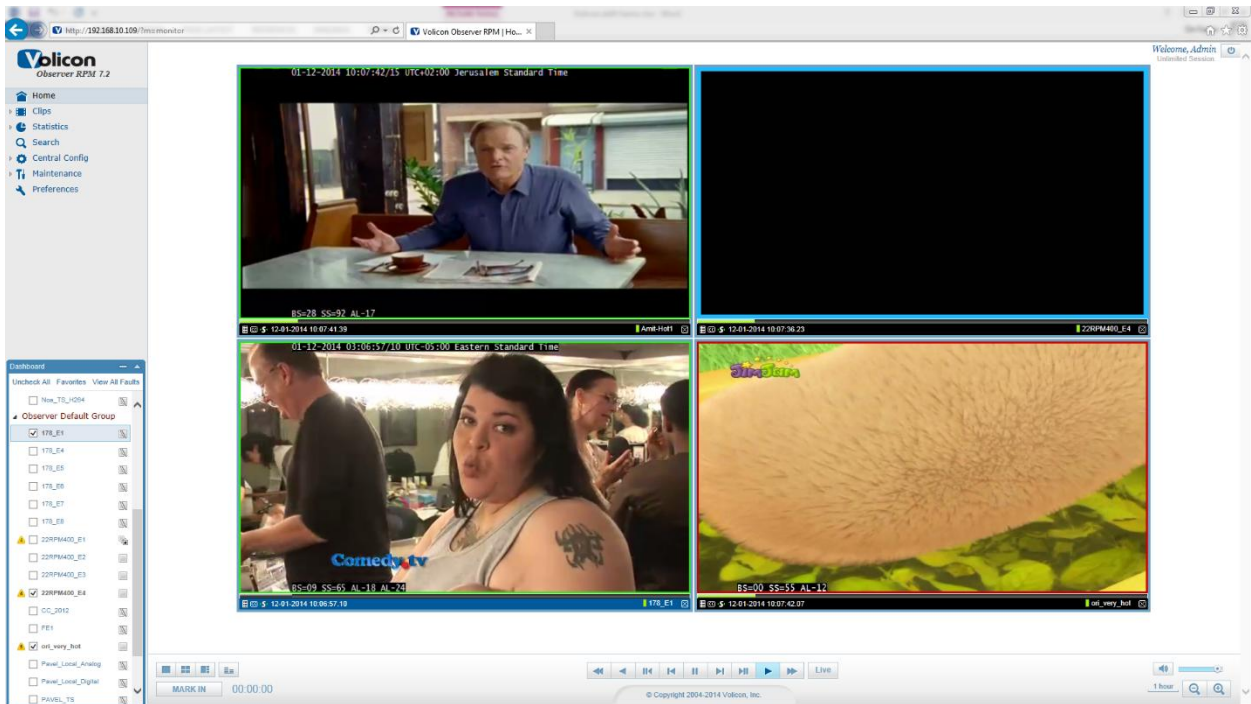 http://192.168.10.109/?ms:monitor
Volicon Observer RPM | Ho...
Volicon
Observer RPM 7.2
Welcome, Admin
Unlimited Session
Home
Clips
Statistics
Search
Central Config
Maintenance
Preferences
01-12-2014 10:07:42/15 UTC+02:00 Jerusalem Standard Time
BS=28 SS=92 AL-17
12-01-2014 10:07:41.39
Amit-Hot1
12-01-2014 10:07:36.23
22RPM400_E4
01-12-2014 03:06:57/10 UTC-05:00 Eastern Standard Time
Comedy.tv
BS=09 SS=65 AL-18 AL-24
12-01-2014 10:06:57.10
178_E1
JimJam
BS=00 SS=55 AL-12
12-01-2014 10:07:42.07
ori_very_hot
Dashboard
Uncheck All Favorites View All Faults
Noa_TS_H264
Observer Default Group
178_E1
178_E4
178_E5
178_E6
178_E7
178_E8
22RPM400_E1
22RPM400_E2
22RPM400_E3
22RPM400_E4
CC_2012
FE1
ori_very_hot
Pavel_Local_Analog
Pavel_Local_Digital
PAVEL_TS
Live
MARK IN 00:00:00
© Copyright 2004-2014 Volicon, Inc.
1 hour